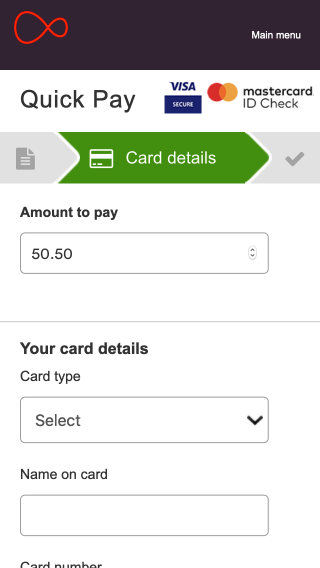 Main menu
Quick Pay
VISA
SECURE
mastercard.
ID Check
Card details
Amount to pay
50.50
Your card details
Card type
Select
Name on card
Card number